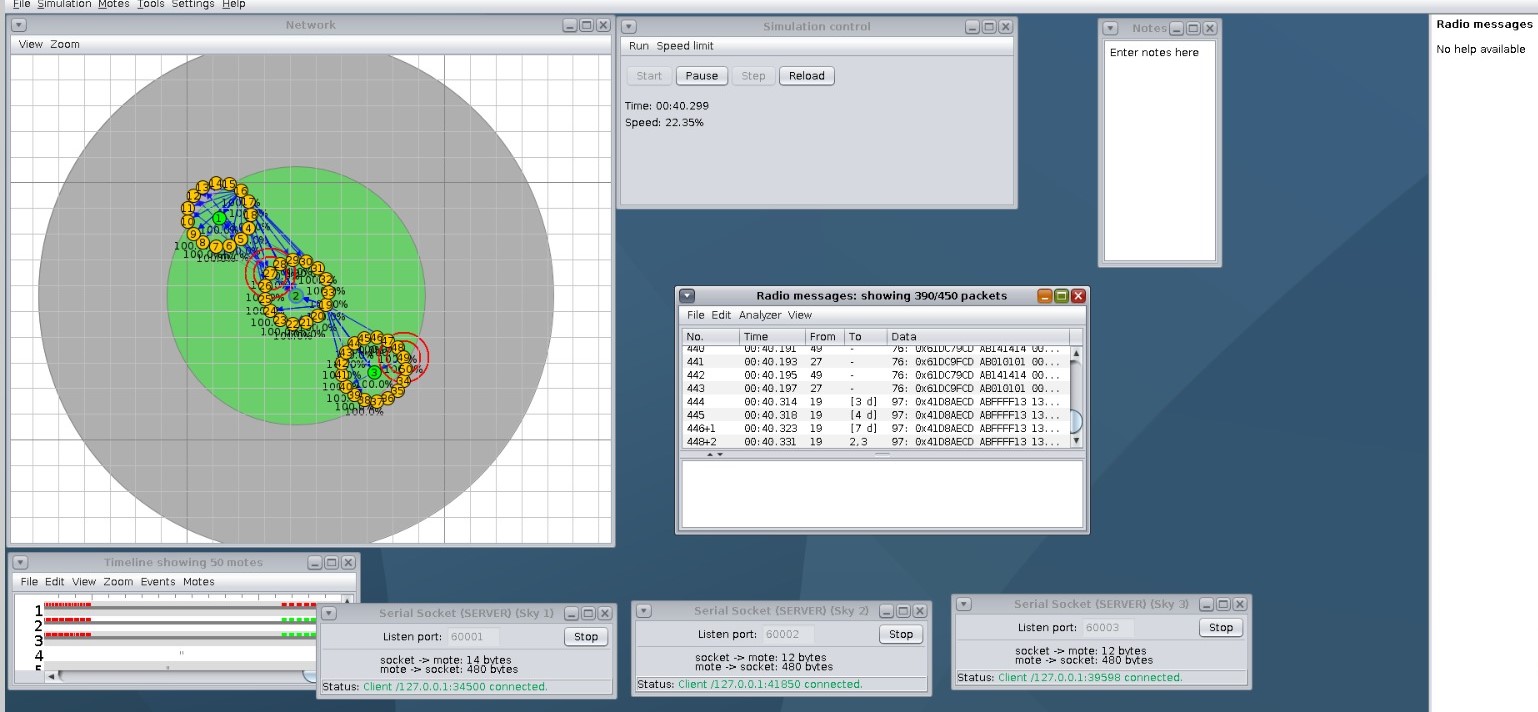 File Simulation Motes Tools Settings Help
Network
View Zoom
Simulation control
Run Speed limit
Start Pause Step Reload
Time: 00:40.299
Speed: 22.35%
Notes
Enter notes here
Radio messages
No help available
Radio messages: showing 390/450 packets
File Edit Analyzer View
No. Time From To Data
440 00:40.191 49 - 76: 0x61DC79CD AB141414 00...
441 00:40.193 27 - 76: 0x61DC9FCD AB010101 00...
442 00:40.195 49 - 76: 0x61DC79CD AB141414 00...
443 00:40.197 27 - 76: 0x61DC9FCD AB010101 00...
444 00:40.314 19 [3 d] 97: 0x41D8AECD ABFFFF13 13...
445 00:40.318 19 [4 d] 97: 0x41D8AECD ABFFFF13 13...
446+1 00:40.323 19 [7 d] 97: 0x41D8AECD ABFFFF13 13...
448+2 00:40.331 19 2,3 97: 0x41D8AECD ABFFFF13 13...
Timeline showing 50 motes
File Edit View Zoom Events Motes
1
2
3
4
Serial Socket (SERVER) (Sky 1)
Listen port: 60001 Stop
socket -> mote: 14 bytes
mote -> socket: 480 bytes
Status: Client /127.0.0.1:34500 connected.
Serial Socket (SERVER) (Sky 2)
Listen port: 60002 Stop
socket -> mote: 12 bytes
mote -> socket: 480 bytes
Status: Client /127.0.0.1:41850 connected.
Serial Socket (SERVER) (Sky 3)
Listen port: 60003 Stop
socket -> mote: 12 bytes
mote -> socket: 480 bytes
Status: Client /127.0.0.1:39598 connected.